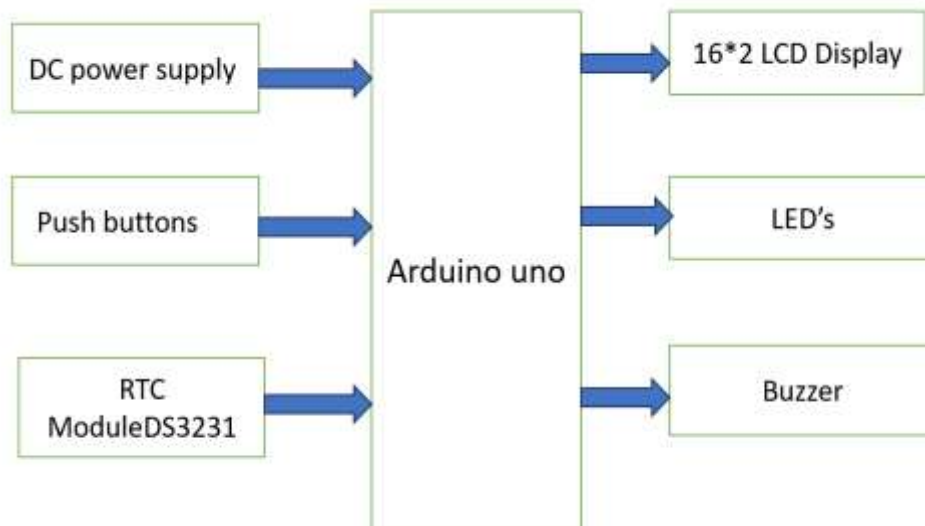 DC power supply
Push buttons
RTC
ModuleDS3231
Arduino uno
16*2 LCD Display
LED’s
Buzzer